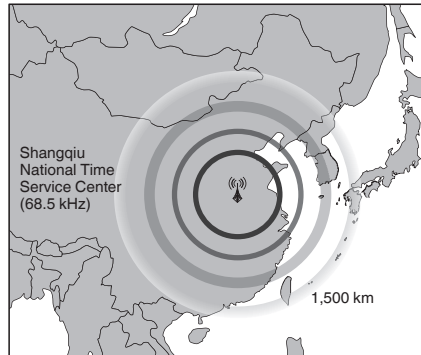 Shangqiu
National Time
Service Center
(68.5 kHz)
1,500 km